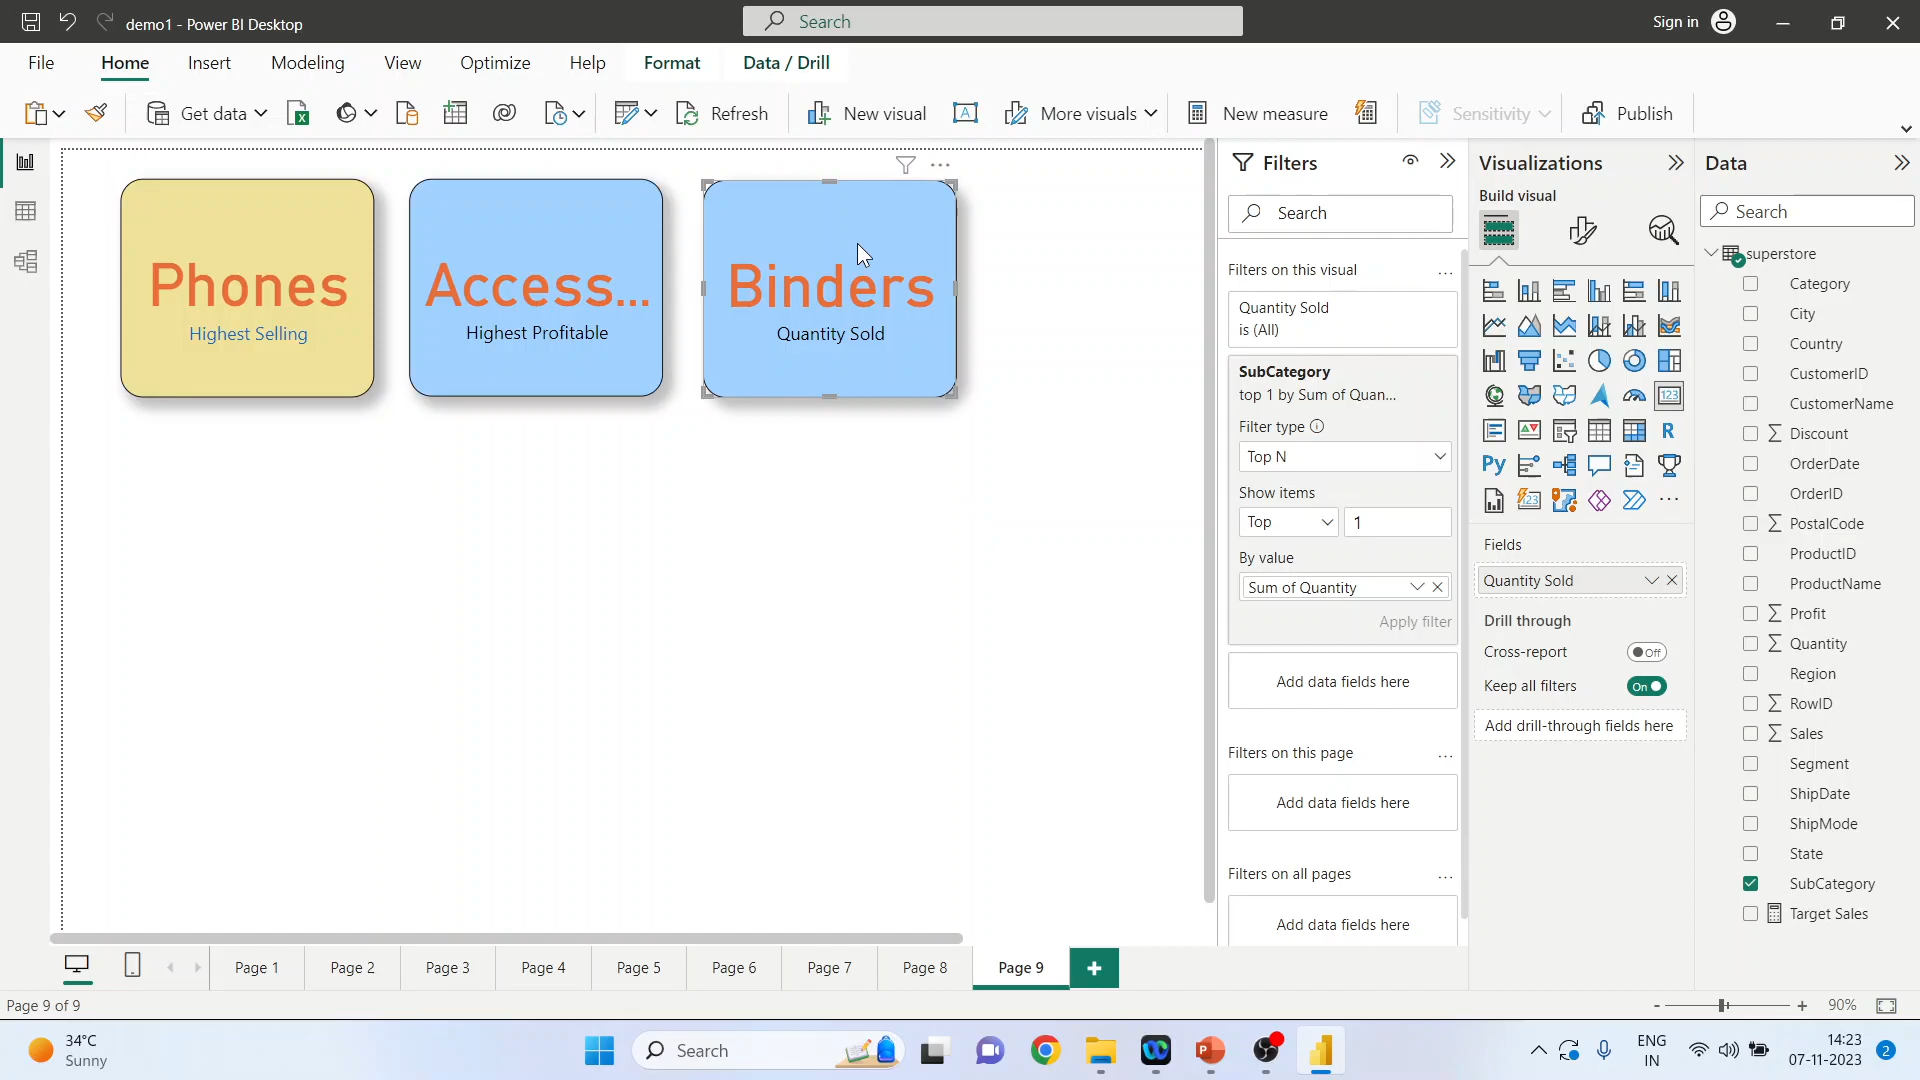 demo1 - Power BI Desktop
Search
Sign in
File
Home
Insert
Modeling
View
Optimize
Help
Format
Data / Drill
Get data
Refresh
New visual
More visuals
New measure
Sensitivity
Publish
Phones
Highest Selling
Access...
Highest Profitable
Binders
Quantity Sold
Filters
Search
Filters on this visual
...
Quantity Sold
is (All)
SubCategory
top 1 by Sum of Quan...
Filter type
Top N
Show items
Top
1
By value
Sum of Quantity
Apply filter
Add data fields here
Filters on this page
...
Add data fields here
Filters on all pages
...
Add data fields here
Visualizations
Build visual
123
R
Py
123
...
Fields
Quantity Sold
Drill through
Cross-report
Off
Keep all filters
On
Add drill-through fields here
Data
Search
superstore
Category
City
Country
CustomerID
CustomerName
Discount
OrderDate
OrderID
PostalCode
ProductID
ProductName
Profit
Quantity
Region
RowID
Sales
Segment
ShipDate
ShipMode
State
SubCategory
Target Sales
Page 1
Page 2
Page 3
Page 4
Page 5
Page 6
Page 7
Page 8
Page 9
Page 9 of 9
- + 90%
34°C
Sunny
Search
ENG
IN
14:23
07-11-2023
2